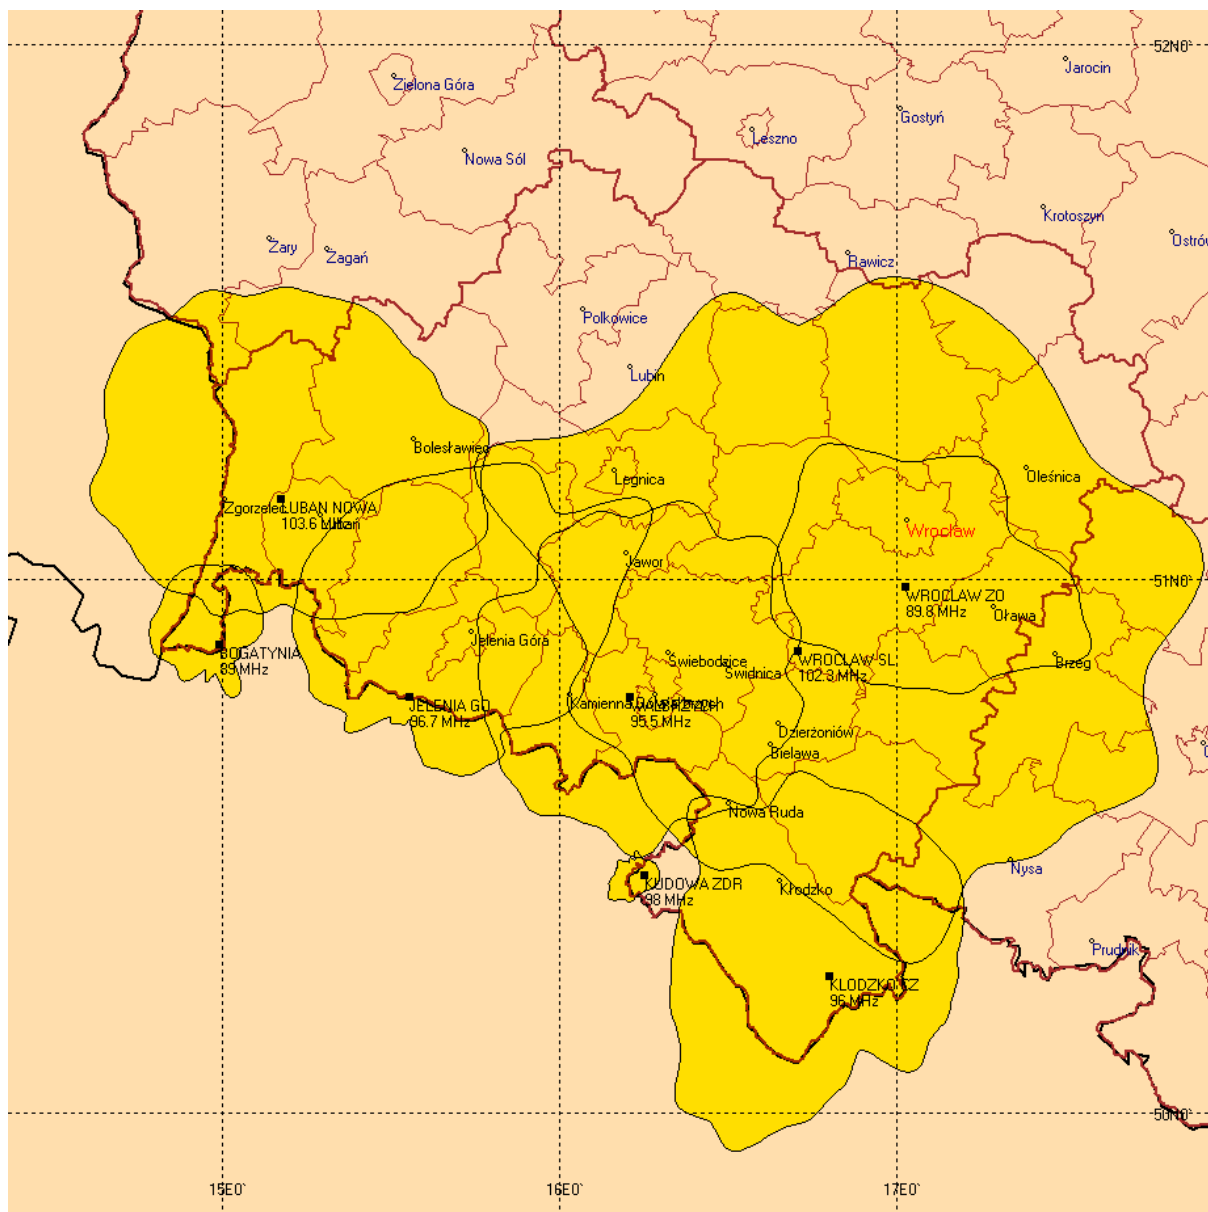 52N0'
Jarocin
Zielona Góra
Gostyń
Leszno
Nowa Sól
Krotoszyn
Ostrów
Żary
Żagań
Rawicz
Polkowice
Lubin
Bolesławiec
Legnica
Oleśnica
Zgorzelec
LUBAN NOWA
103.6 MHz
Lubań
Wrocław
Jawor
51N0'
WROCLAW ZO
89.8 MHz
Oława
Jelenia Góra
BOGATYNIA
89 MHz
Świebodzice
WROCLAW SL
102.3 MHz
Brzeg
Świdnica
JELENIA GO
96.7 MHz
Kamienna Góra
95.5 MHz
Dzierżoniów
Bielawa
Nowa Ruda
Nysa
KUDOWA ZDR
98 MHz
Kłodzko
Prudnik
KLODZKO CZ
96 MHz
50N0'
15E0'
16E0'
17E0'